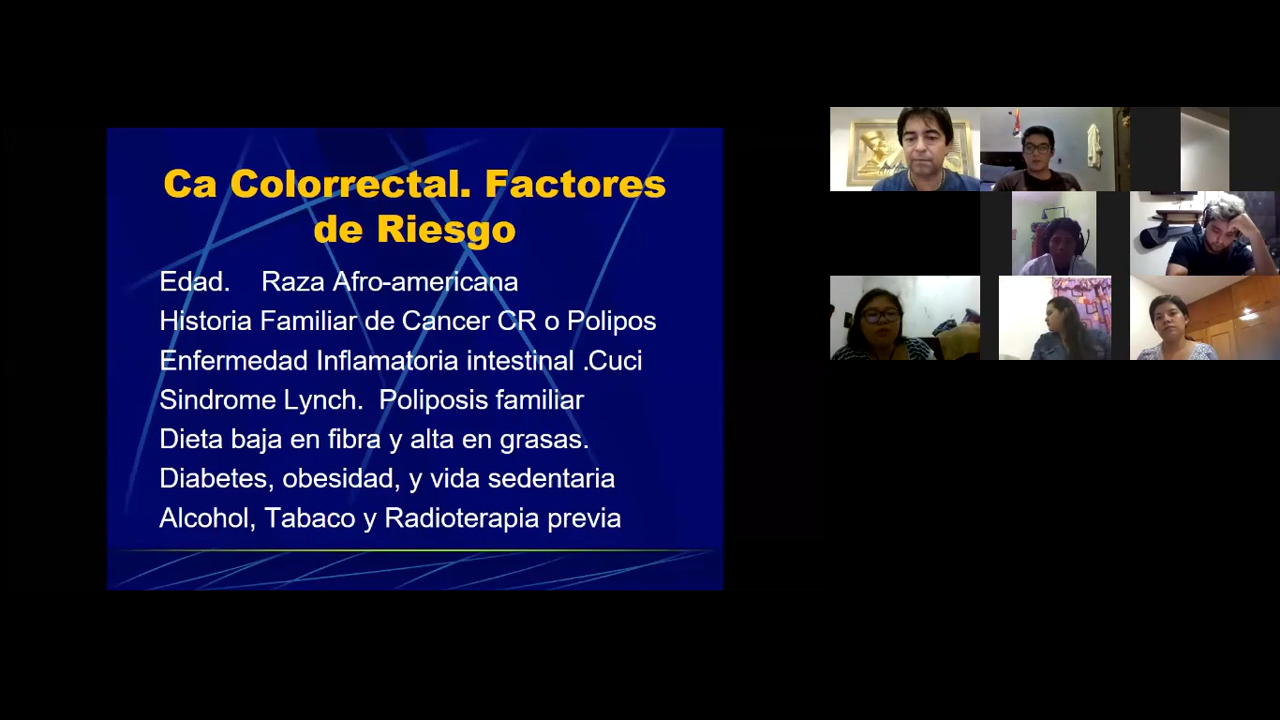 Ca Colorrectal. Factores
de Riesgo
Edad. Raza Afro-americana
Historia Familiar de Cancer CR o Polipos
Enfermedad Inflamatoria intestinal .Cuci
Sindrome Lynch. Poliposis familiar
Dieta baja en fibra y alta en grasas.
Diabetes, obesidad, y vida sedentaria
Alcohol, Tabaco y Radioterapia previa